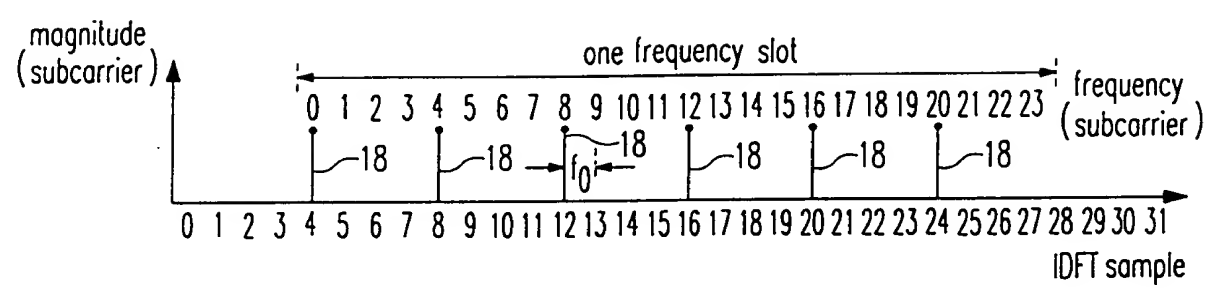 magnitude
(subcarrier)
one frequency slot
0 1 2 3 4 5 6 7 8 9 10 11 12 13 14 15 16 17 18 19 20 21 22 23
frequency
(subcarrier)
18 18 f0 18 18 18 18
0 1 2 3 4 5 6 7 8 9 10 11 12 13 14 15 16 17 18 19 20 21 22 23 24 25 26 27 28 29 30 31
IDFT sample